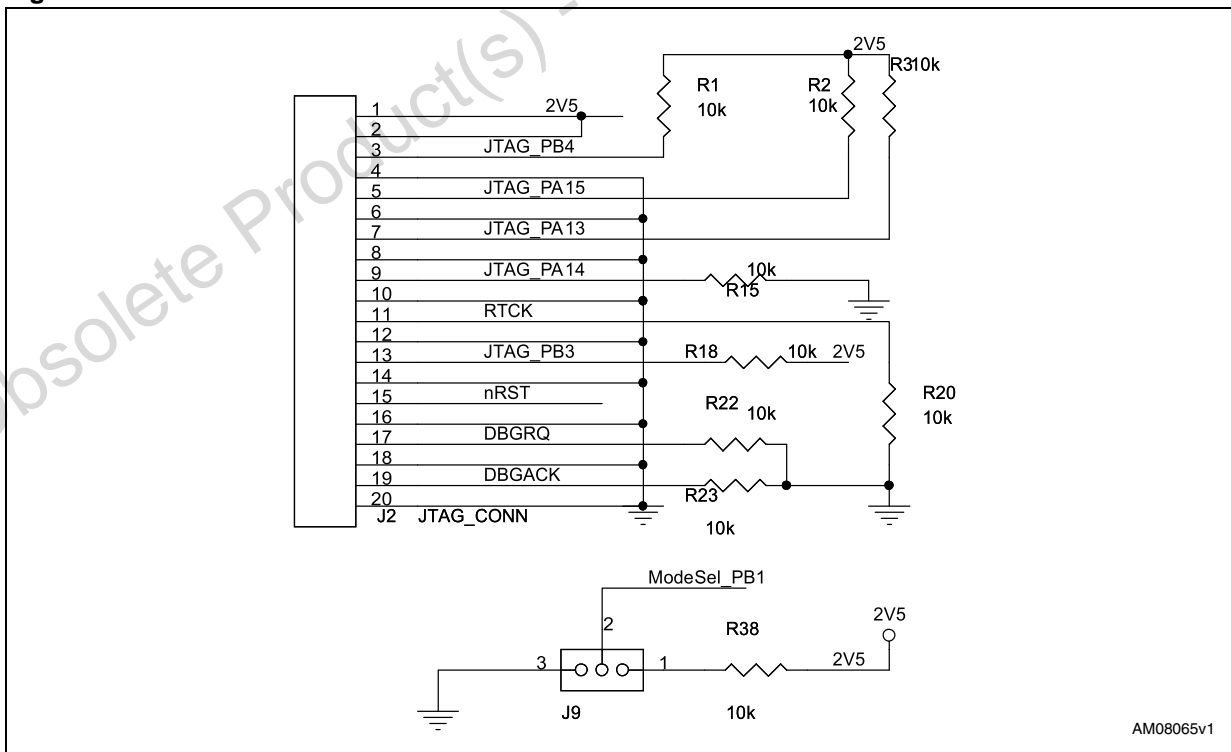 Obsolete Product(s) -
2V5
R1
10k
R2
10k
R310k
1
2V5
2
3
JTAG_PB4
4
5
JTAG_PA15
6
7
JTAG_PA13
8
9
JTAG_PA14
10k
R15
10
11
RTCK
12
13
JTAG_PB3
R18
10k
2V5
14
15
nRST
R20
10k
16
R22
10k
17
DBGRQ
18
19
DBGACK
R23
10k
20
J2
JTAG_CONN
ModeSel_PB1
2
R38
2V5
3
1
2V5
J9
10k
AM08065v1